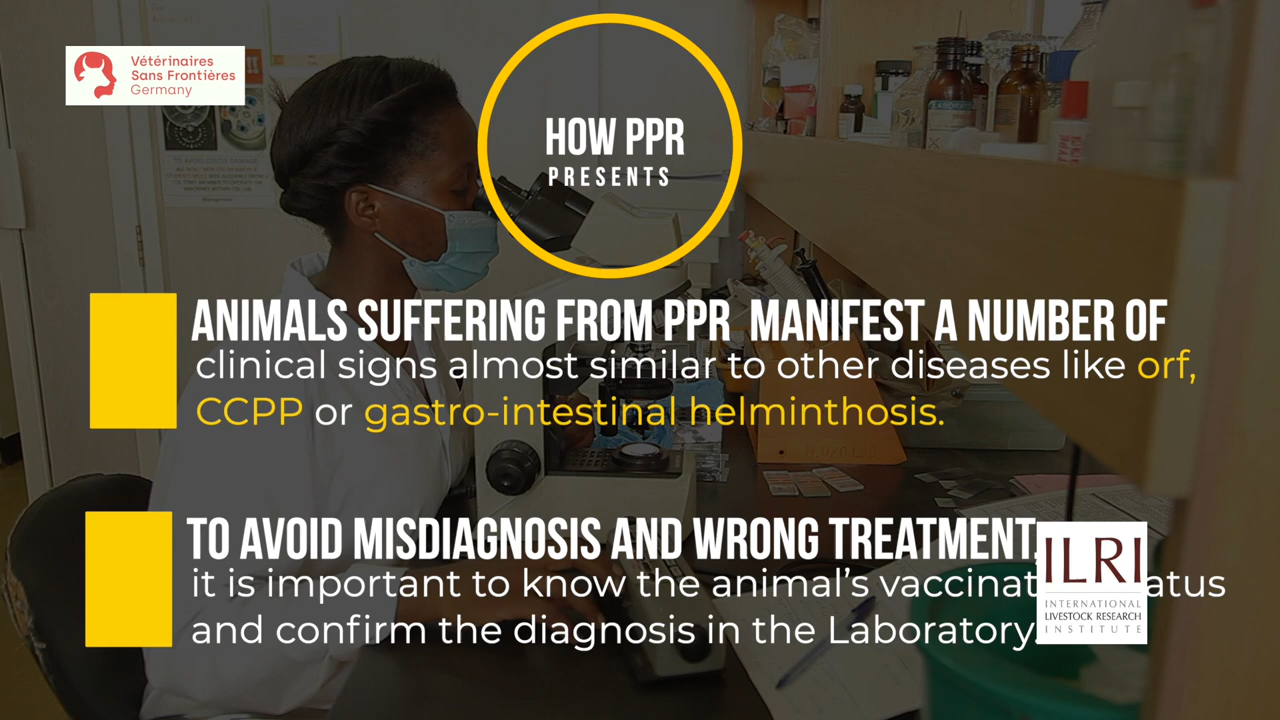 Vétérinaires
Sans Frontières
Germany
HOW PPR
PRESENTS
ANIMALS SUFFERING FROM PPR MANIFEST A NUMBER OF
clinical signs almost similar to other diseases like orf,
CCPP or gastro-intestinal helminthosis.
TO AVOID MISDIAGNOSIS AND WRONG TREATMENT,
it is important to know the animal's vaccinat atus
and confirm the diagnosis in the Laboratory.
ILRI
INTERNATIONAL
LIVESTOCK RESEARCH
INSTITUTE